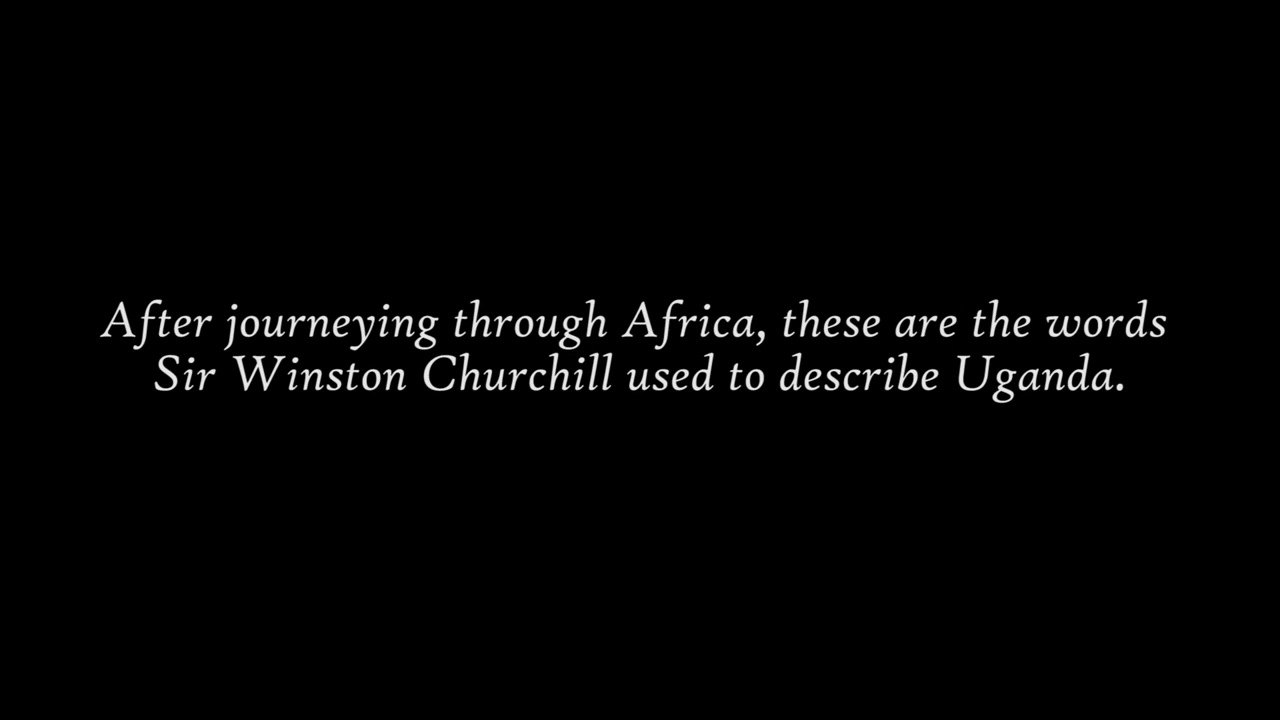 After journeying through Africa, these are the words
Sir Winston Churchill used to describe Uganda.